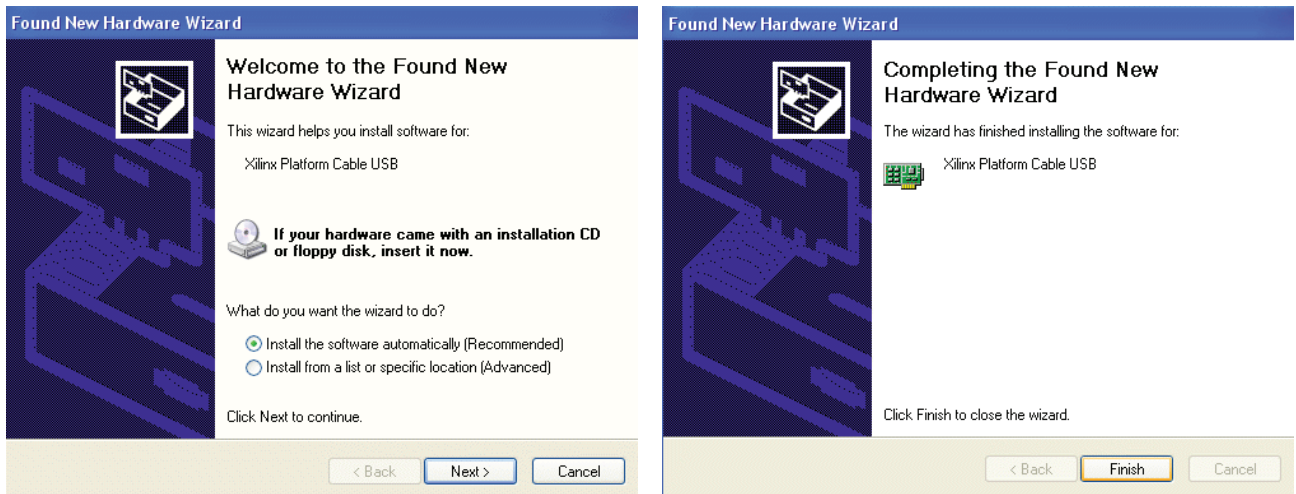 Found New Hardware Wizard
Welcome to the Found New
Hardware Wizard
This wizard helps you install software for:
Xilinx Platform Cable USB
If your hardware came with an installation CD
or floppy disk, insert it now.
What do you want the wizard to do?
Install the software automatically (Recommended)
Install from a list or specific location (Advanced)
Click Next to continue.
< Back
Next >
Cancel
Found New Hardware Wizard
Completing the Found New
Hardware Wizard
The wizard has finished installing the software for:
Xilinx Platform Cable USB
Click Finish to close the wizard.
< Back
Finish
Cancel